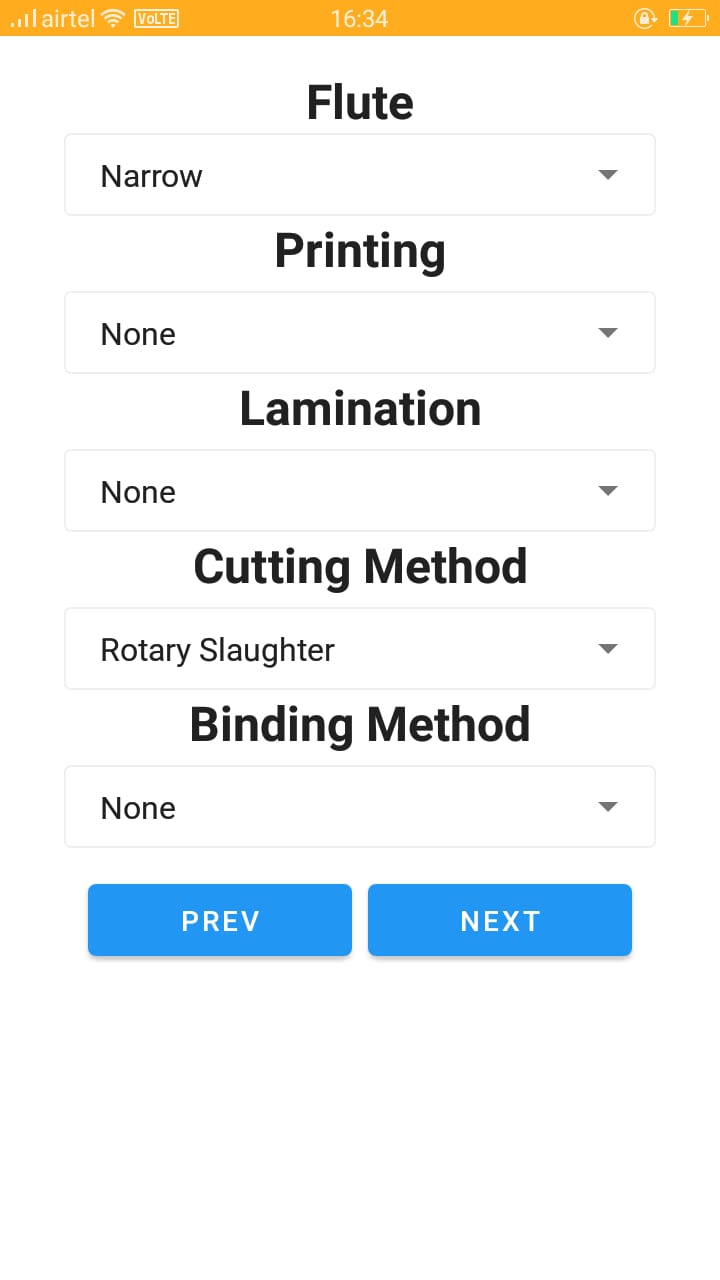 airtel VoLTE 16:34
Flute
Narrow
Printing
None
Lamination
None
Cutting Method
Rotary Slaughter
Binding Method
None
PREV NEXT